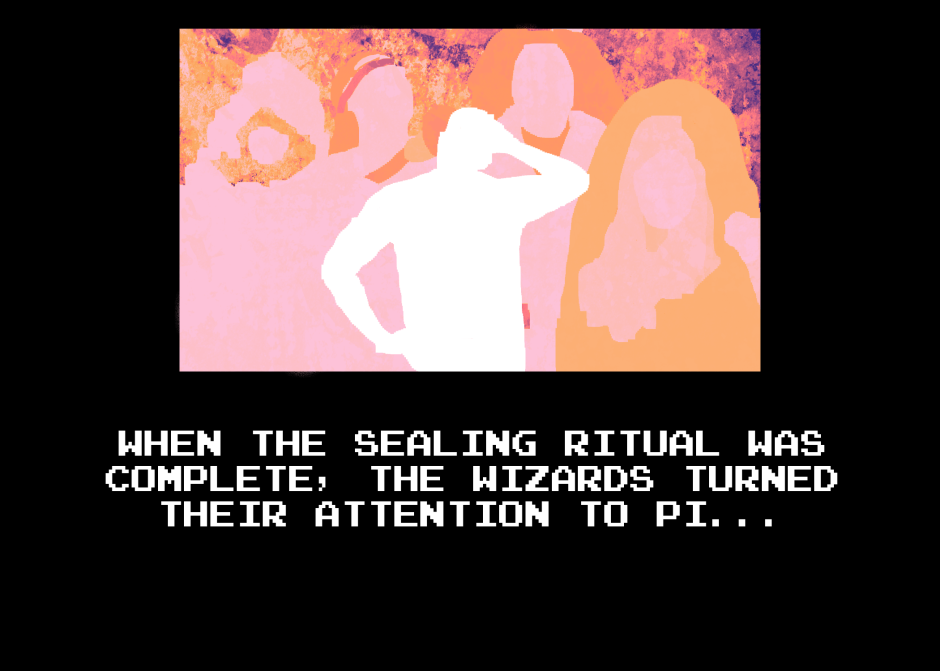 WHEN THE SEALING RITUAL WAS
COMPLETE, THE WIZARDS TURNED
THEIR ATTENTION TO PI...